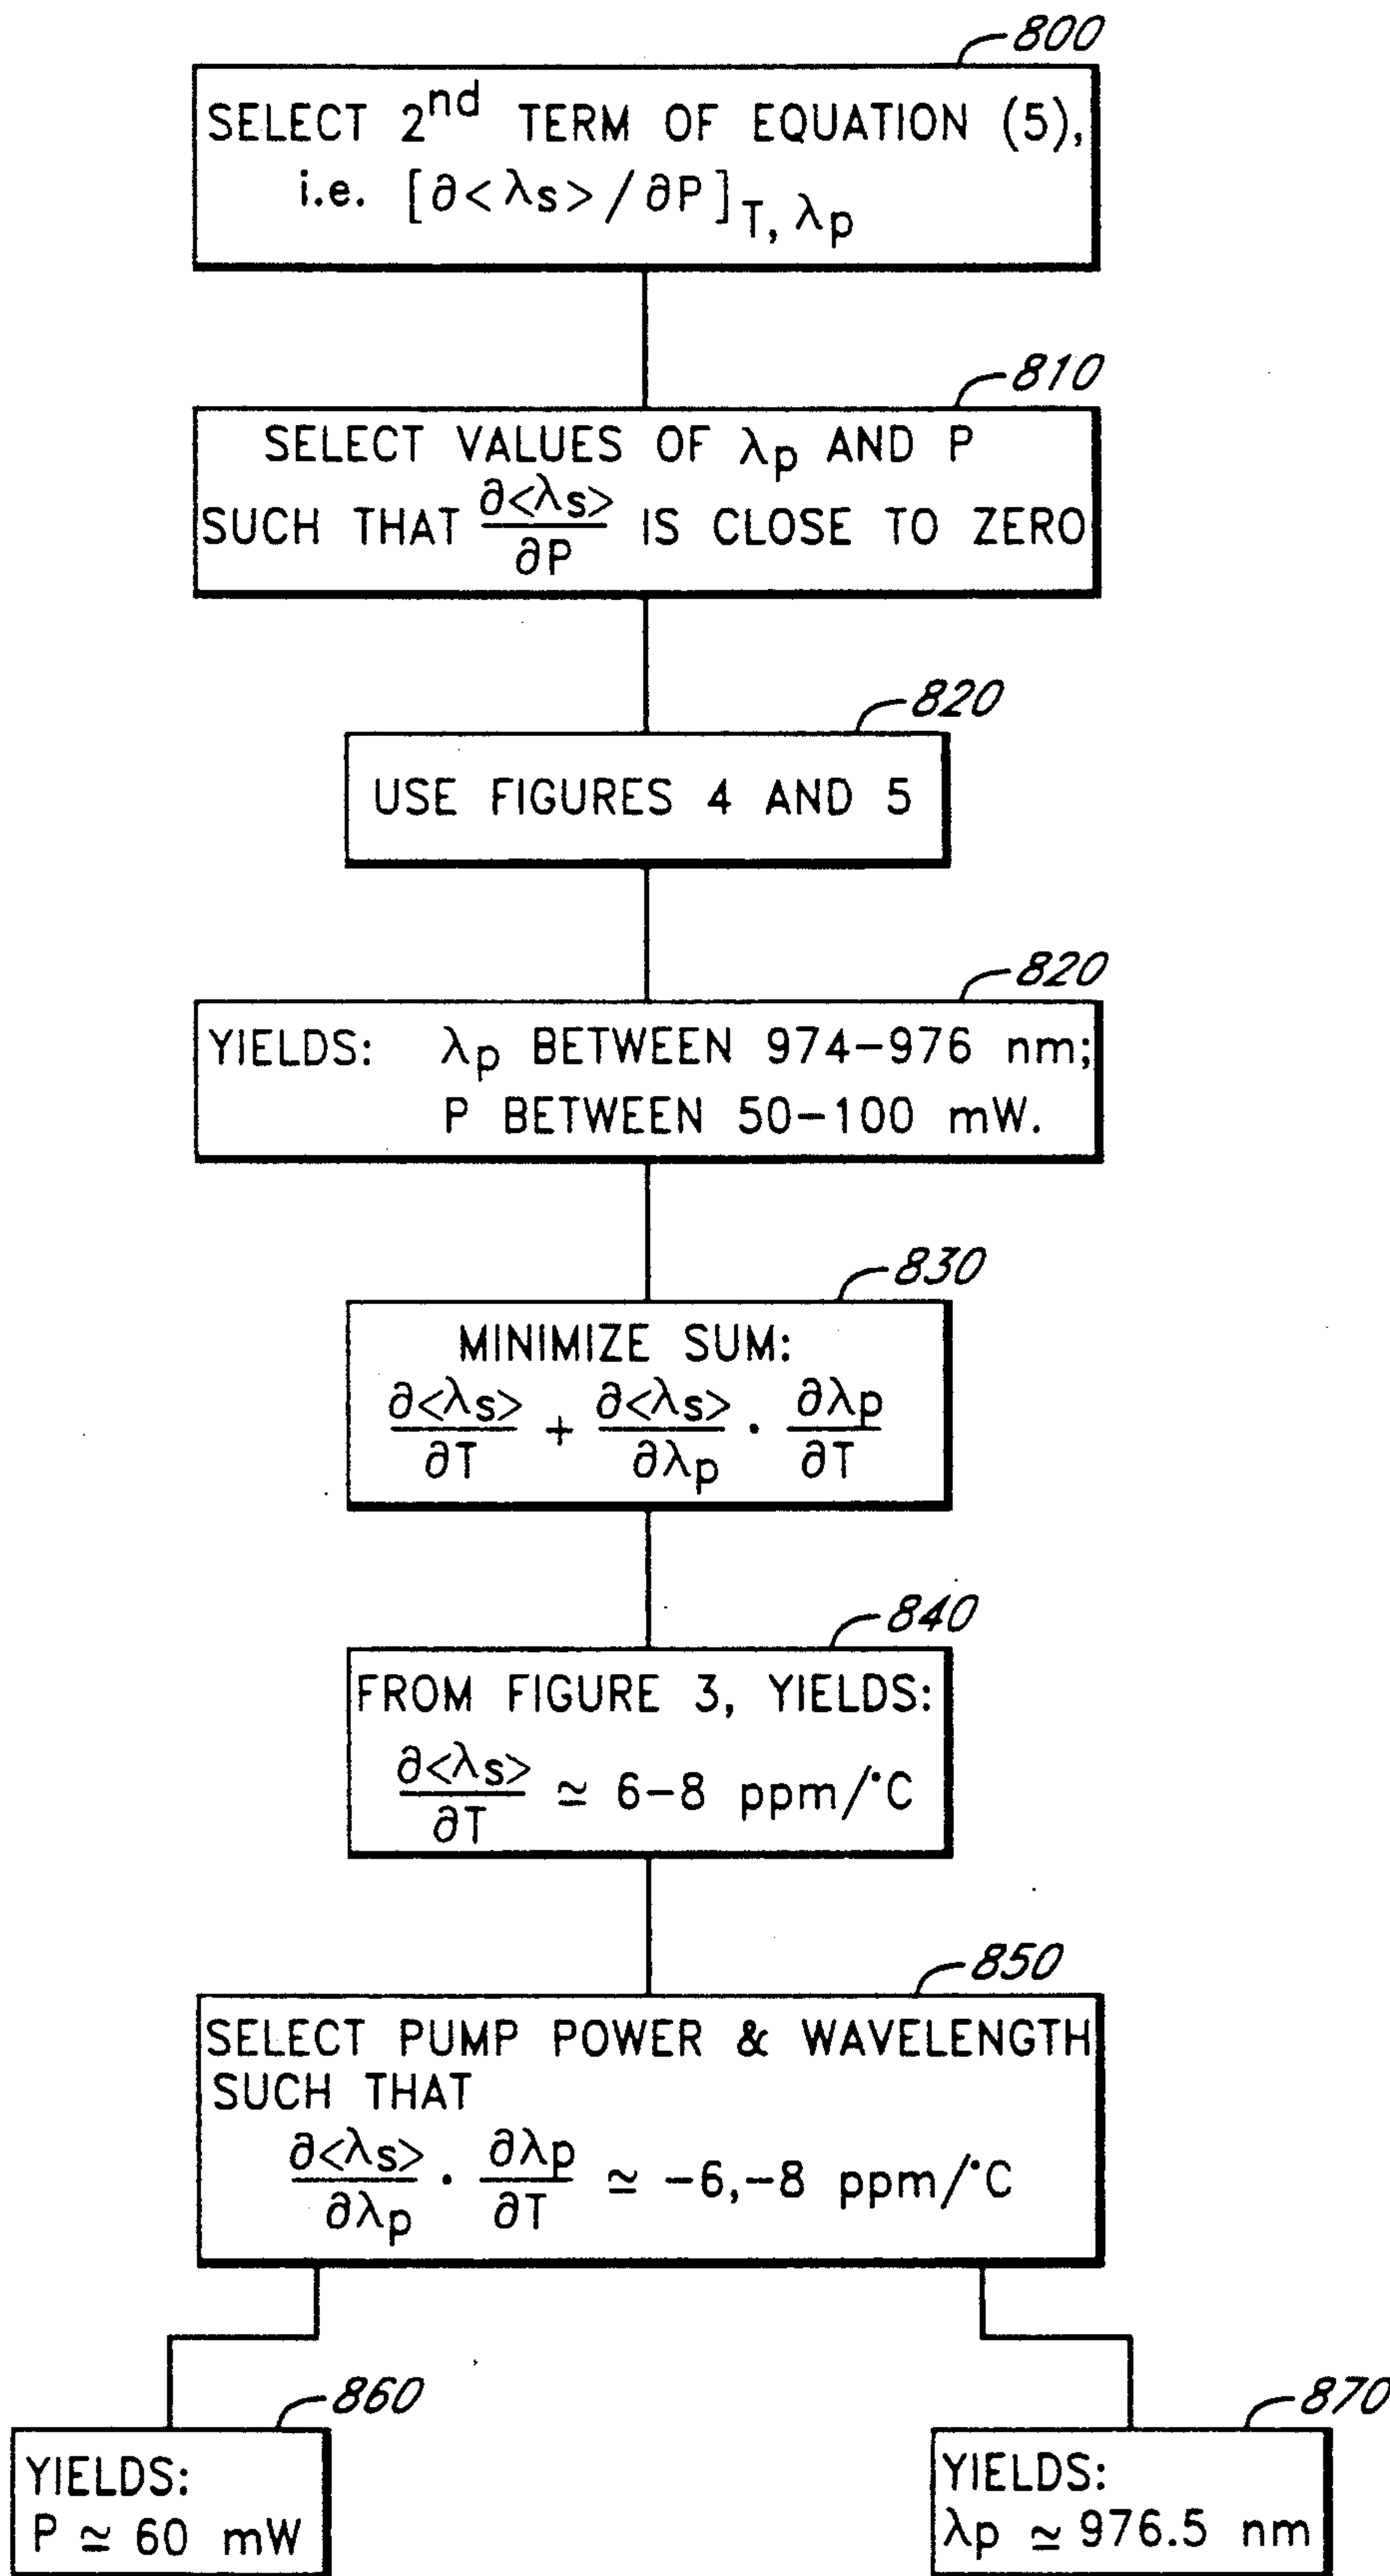 800
SELECT 2nd TERM OF EQUATION (5),
i.e. [∂<λs>/∂P]T, λp
810
SELECT VALUES OF λp AND P
SUCH THAT ∂<λs>/∂P IS CLOSE TO ZERO
820
USE FIGURES 4 AND 5
820
YIELDS: λp BETWEEN 974-976 nm;
P BETWEEN 50-100 mW.
830
MINIMIZE SUM:
∂<λs>/∂T + ∂<λs>/∂λp · ∂λp/∂T
840
FROM FIGURE 3, YIELDS:
∂<λs>/∂T ≃ 6-8 ppm/°C
850
SELECT PUMP POWER & WAVELENGTH
SUCH THAT
∂<λs>/∂λp · ∂λp/∂T ≃ -6,-8 ppm/°C
860
YIELDS:
P ≃ 60 mW
870
YIELDS:
λp ≃ 976.5 nm